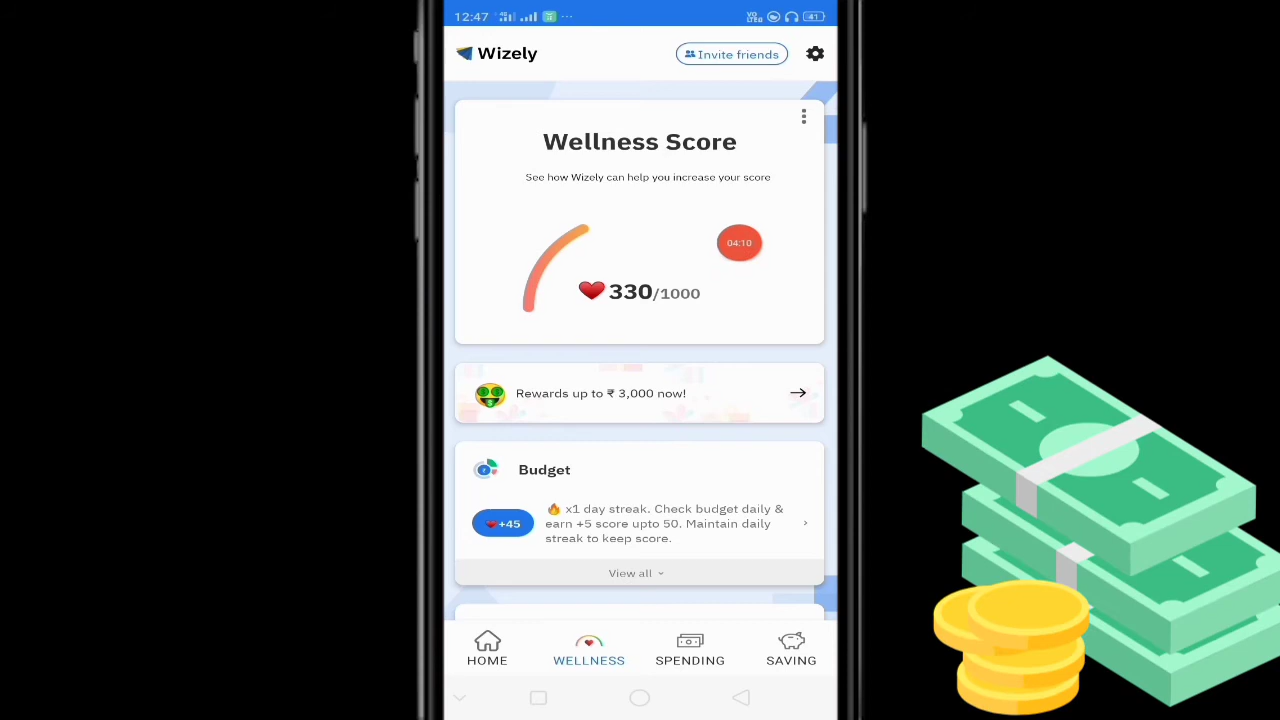 12:47
41
Wizely
Invite friends
Wellness Score
See how Wizely can help you increase your score
04:10
330/1000
Rewards up to ₹ 3,000 now!
Budget
+45
🔥 x1 day streak. Check budget daily &
earn +5 score upto 50. Maintain daily
streak to keep score.
View all
HOME
WELLNESS
SPENDING
SAVING